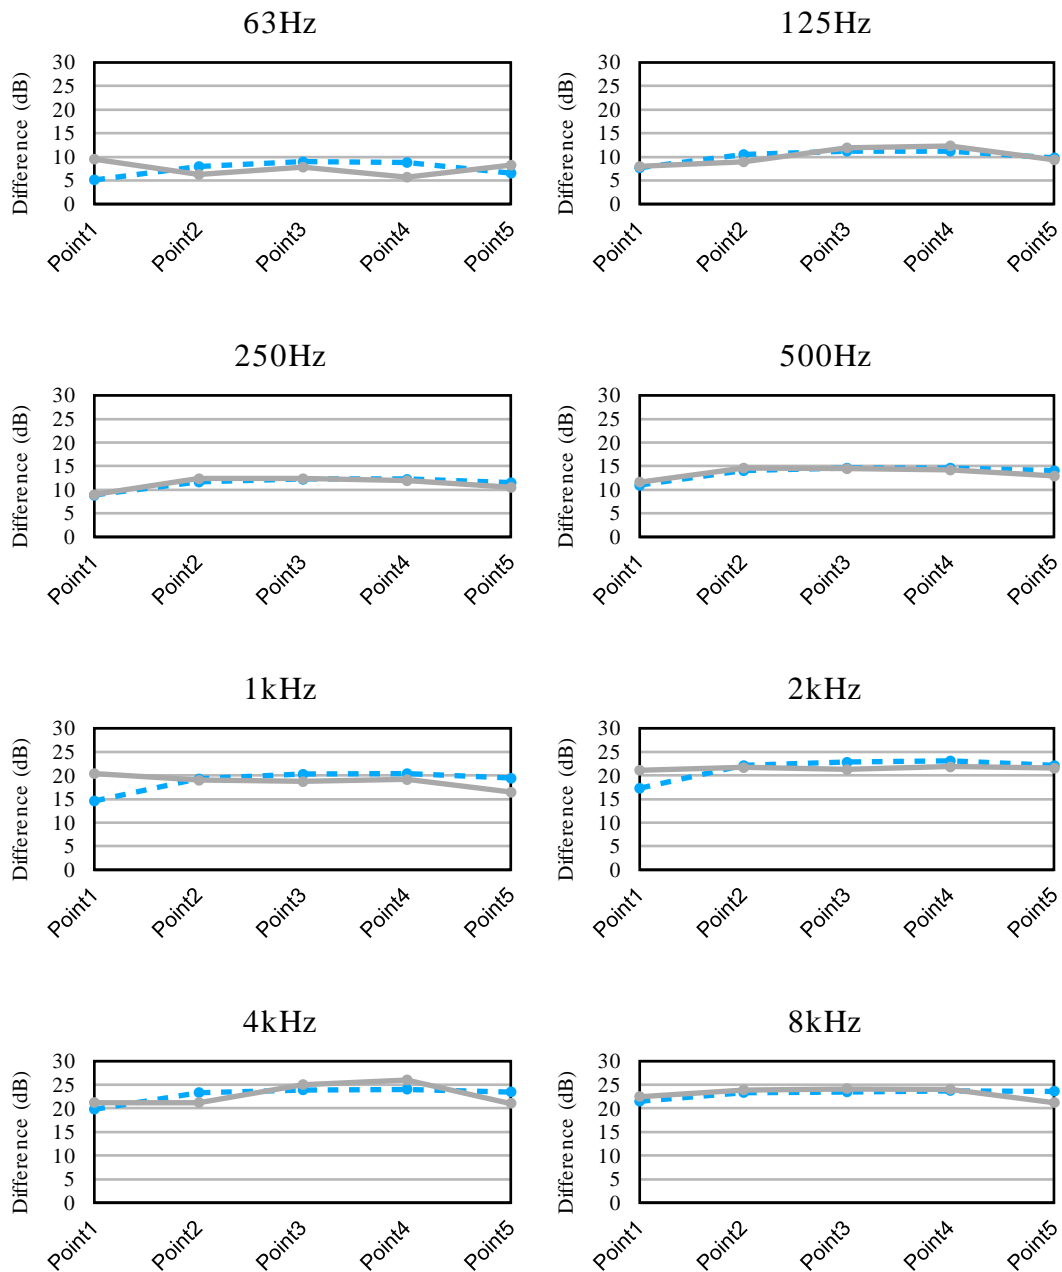 63Hz
Difference (dB)
30
25
20
15
10
5
0
Point1
Point2
Point3
Point4
Point5
125Hz
Difference (dB)
30
25
20
15
10
5
0
Point1
Point2
Point3
Point4
Point5
250Hz
Difference (dB)
30
25
20
15
10
5
0
Point1
Point2
Point3
Point4
Point5
500Hz
Difference (dB)
30
25
20
15
10
5
0
Point1
Point2
Point3
Point4
Point5
1kHz
Difference (dB)
30
25
20
15
10
5
0
Point1
Point2
Point3
Point4
Point5
2kHz
Difference (dB)
30
25
20
15
10
5
0
Point1
Point2
Point3
Point4
Point5
4kHz
Difference (dB)
30
25
20
15
10
5
0
Point1
Point2
Point3
Point4
Point5
8kHz
Difference (dB)
30
25
20
15
10
5
0
Point1
Point2
Point3
Point4
Point5